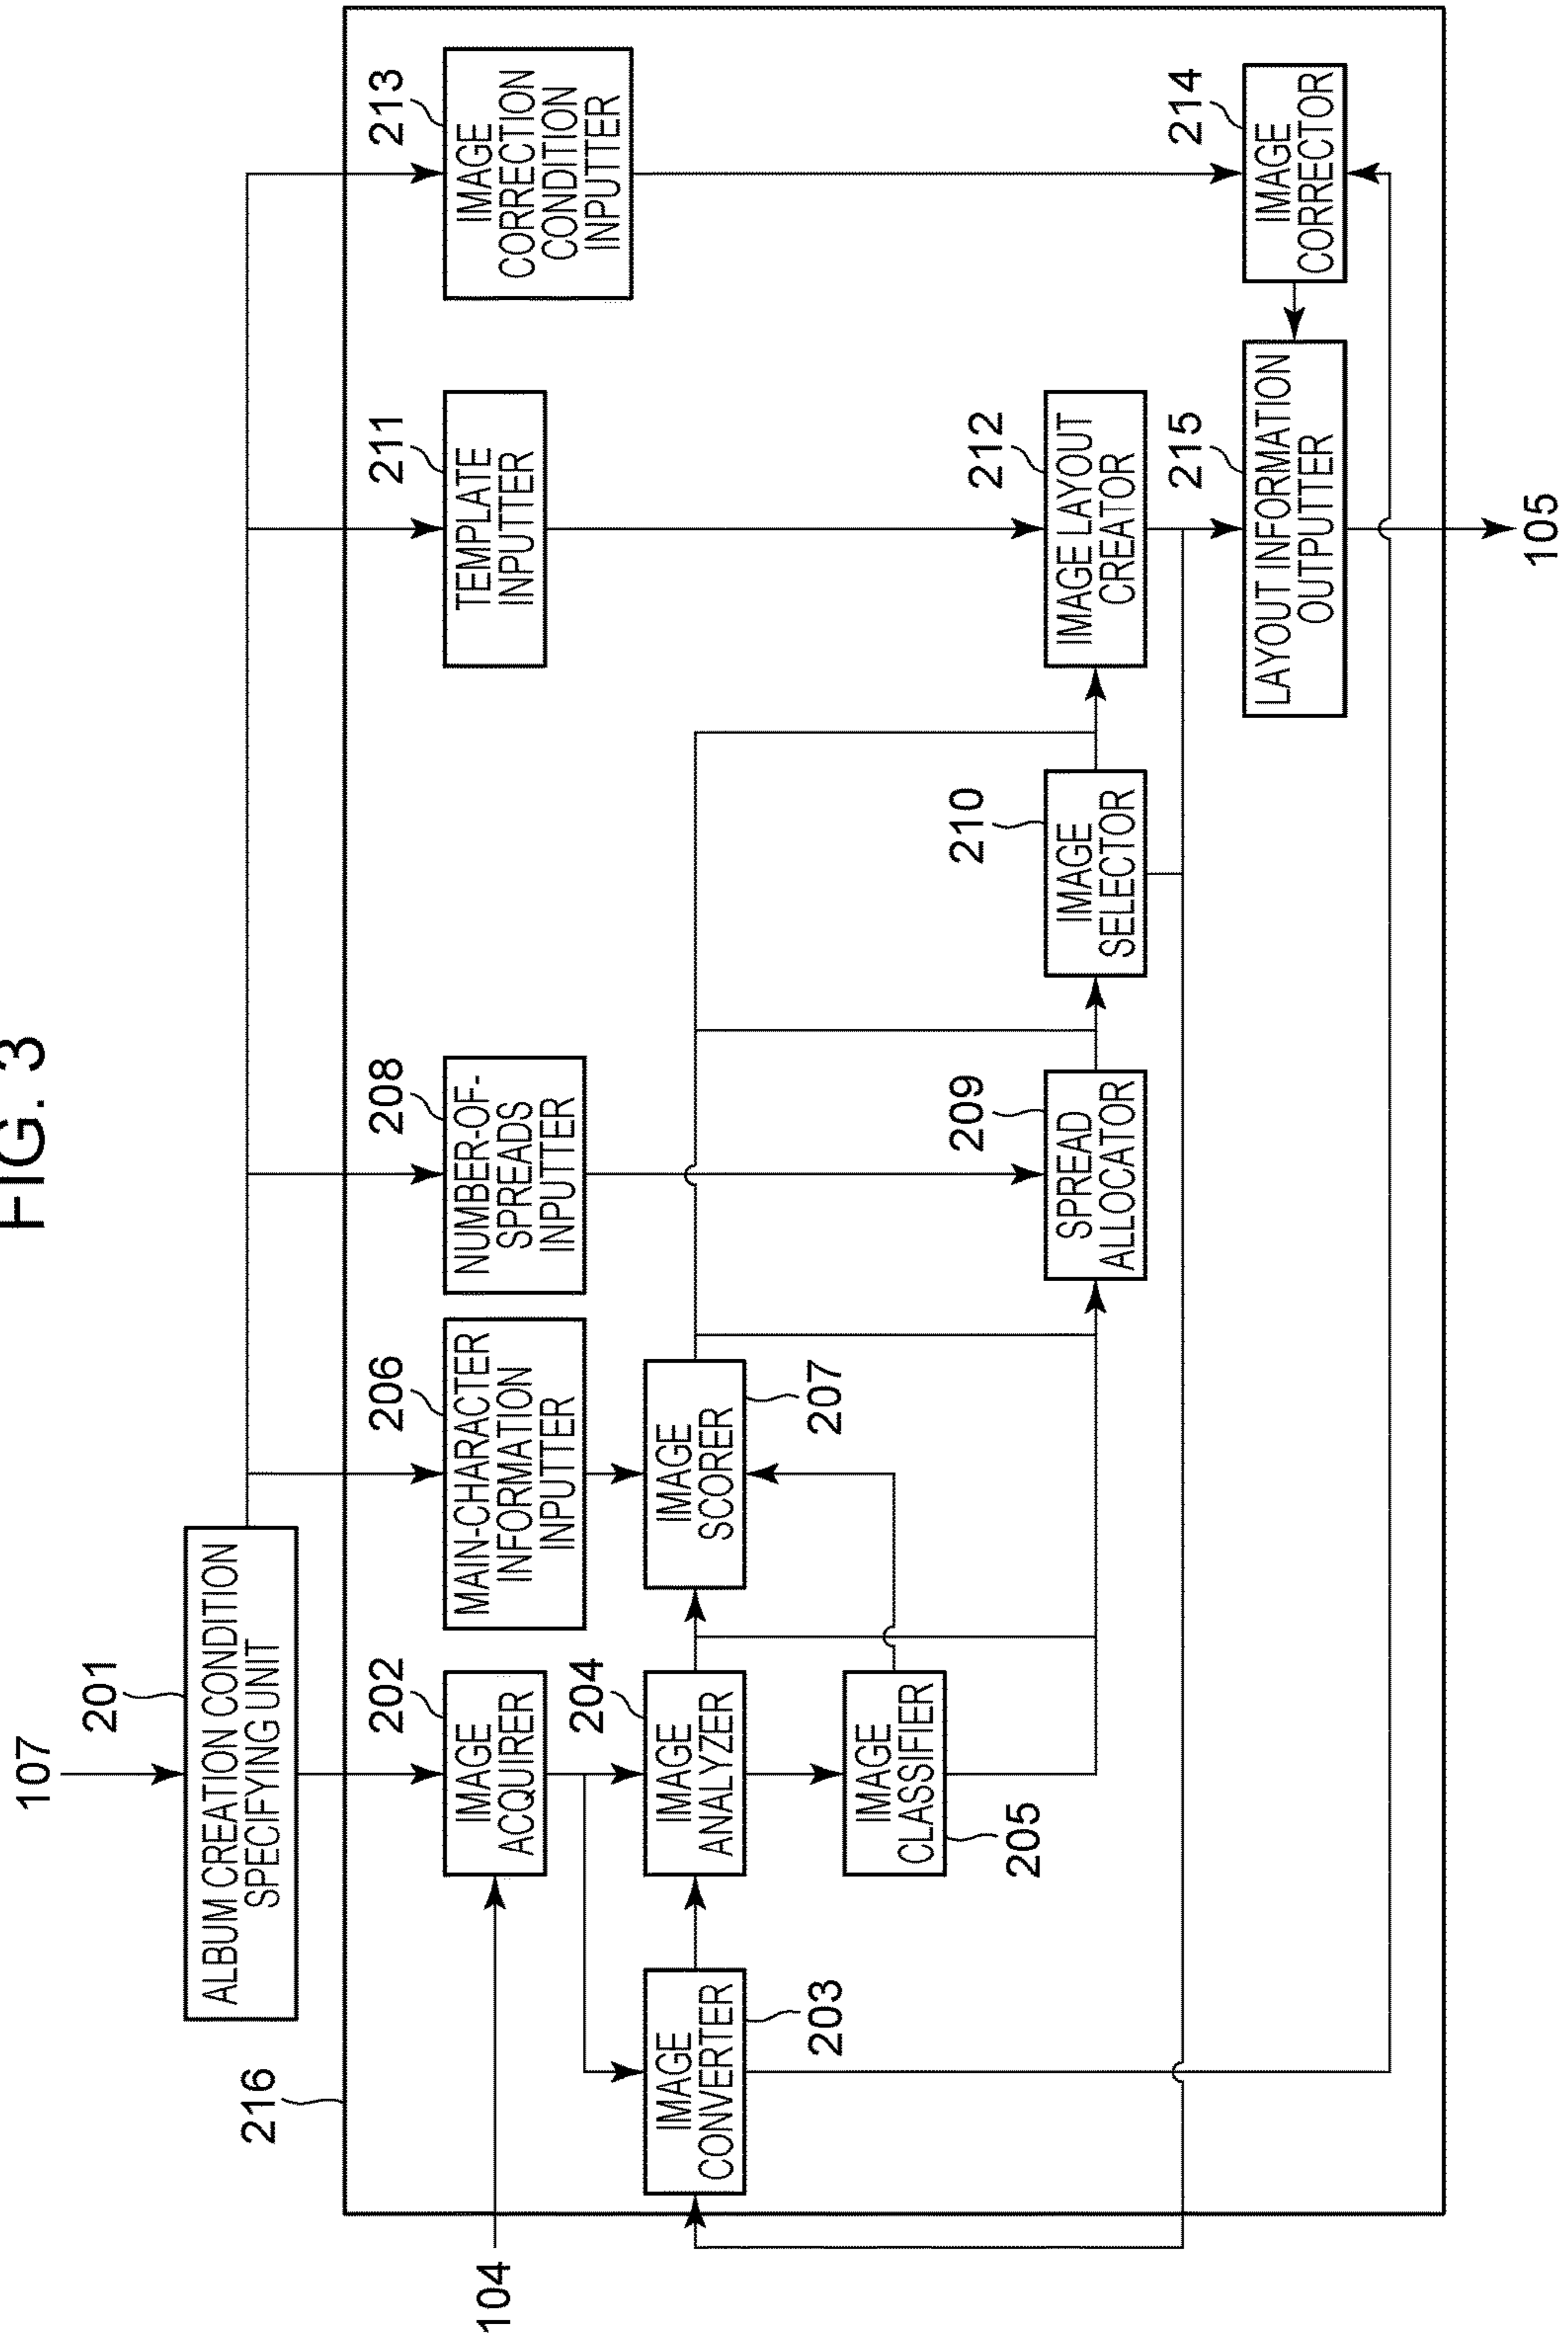 FIG. 3
107
201
ALBUM CREATION CONDITION
SPECIFYING UNIT
216
104
202
IMAGE
ACQUIRER
206
MAIN-CHARACTER
INFORMATION
INPUTTER
208
NUMBER-OF-
SPREADS
INPUTTER
211
TEMPLATE
INPUTTER
213
IMAGE
CORRECTION
CONDITION
INPUTTER
203
IMAGE
CONVERTER
204
IMAGE
ANALYZER
207
IMAGE
SCORER
205
IMAGE
CLASSIFIER
209
SPREAD
ALLOCATOR
210
IMAGE
SELECTOR
212
IMAGE LAYOUT
CREATOR
215
LAYOUT INFORMATION
OUTPUTTER
214
IMAGE
CORRECTOR
105